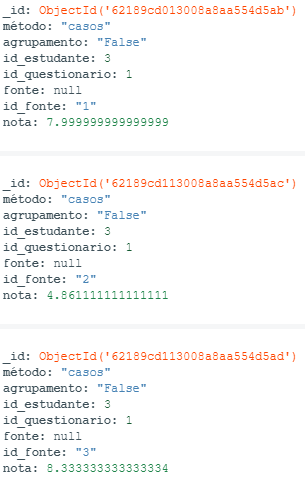 _id: ObjectId('62189cd013008a8aa554d5ab')
método: "casos"
agrupamento: "False"
id_estudante: 3
id_questionario: 1
fonte: null
id_fonte: "1"
nota: 7.999999999999999
_id: ObjectId('62189cd113008a8aa554d5ac')
método: "casos"
agrupamento: "False"
id_estudante: 3
id_questionario: 1
fonte: null
id_fonte: "2"
nota: 4.861111111111111
_id: ObjectId('62189cd113008a8aa554d5ad')
método: "casos"
agrupamento: "False"
id_estudante: 3
id_questionario: 1
fonte: null
id_fonte: "3"
nota: 8.333333333333334